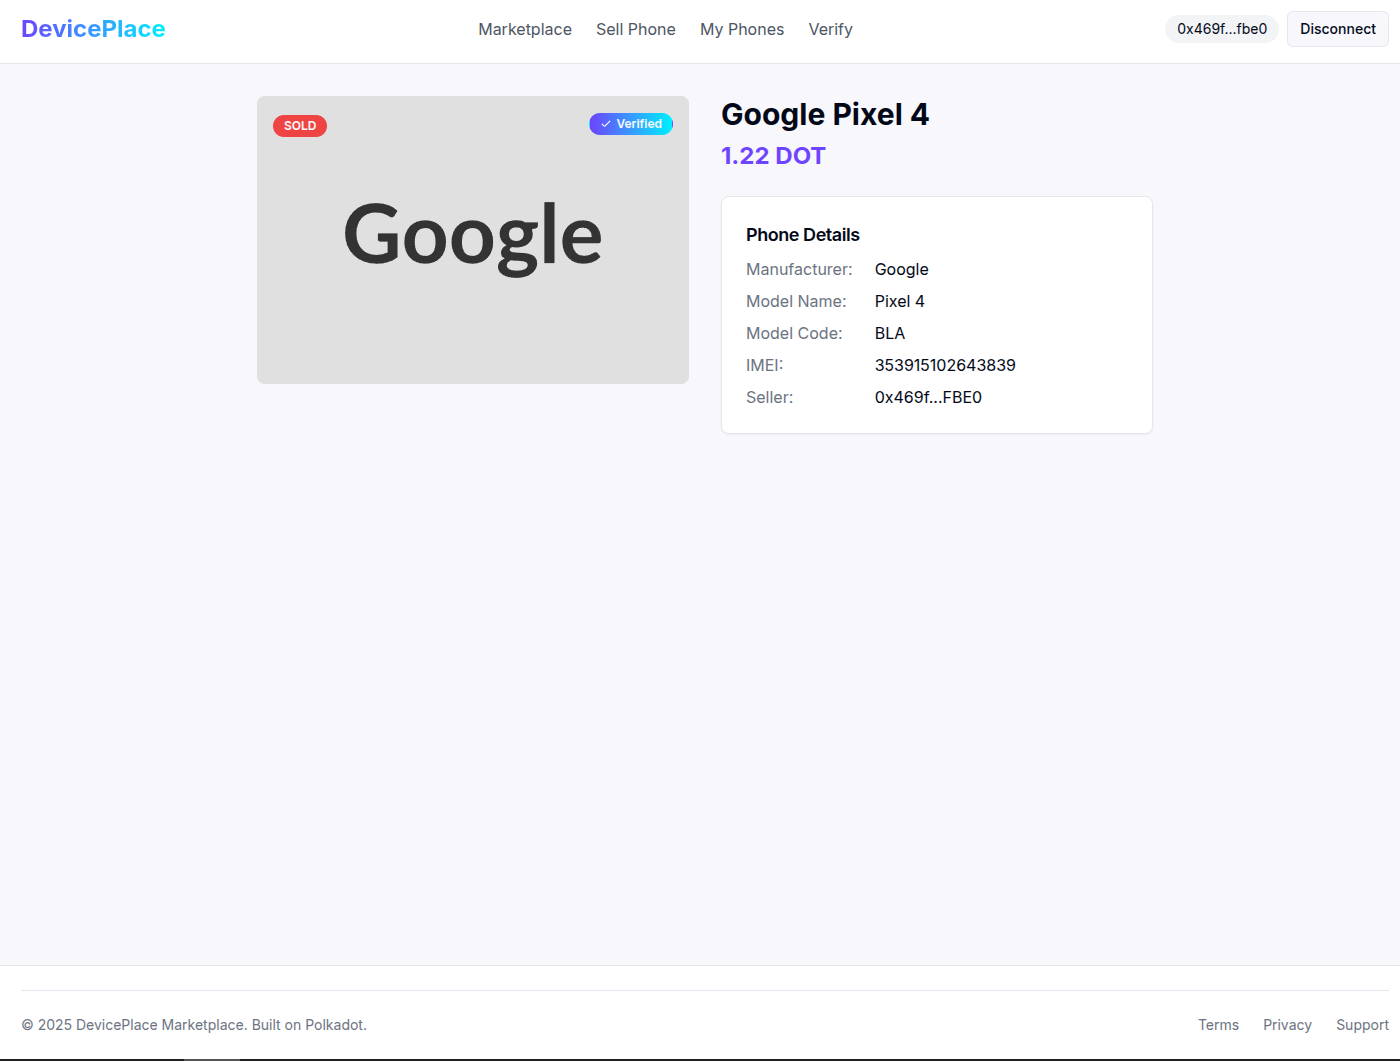 DevicePlace
Marketplace Sell Phone My Phones Verify
0x469f...fbe0 Disconnect
SOLD
Verified
Google
Google Pixel 4
1.22 DOT
Phone Details
Manufacturer: Google
Model Name: Pixel 4
Model Code: BLA
IMEI: 353915102643839
Seller: 0x469f...FBE0
© 2025 DevicePlace Marketplace. Built on Polkadot.
Terms Privacy Support